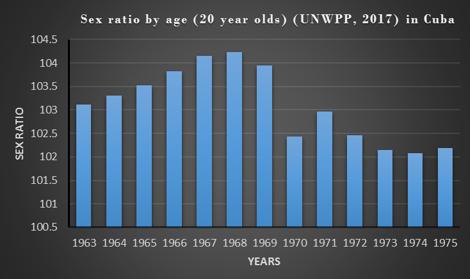 Sex ratio by age (20 year olds) (UNWPP, 2017) in Cuba
104.5
104
103.5
103
102.5
102
101.5
101
100.5
SEX RATIO
1963 1964 1965 1966 1967 1968 1969 1970 1971 1972 1973 1974 1975
YEARS